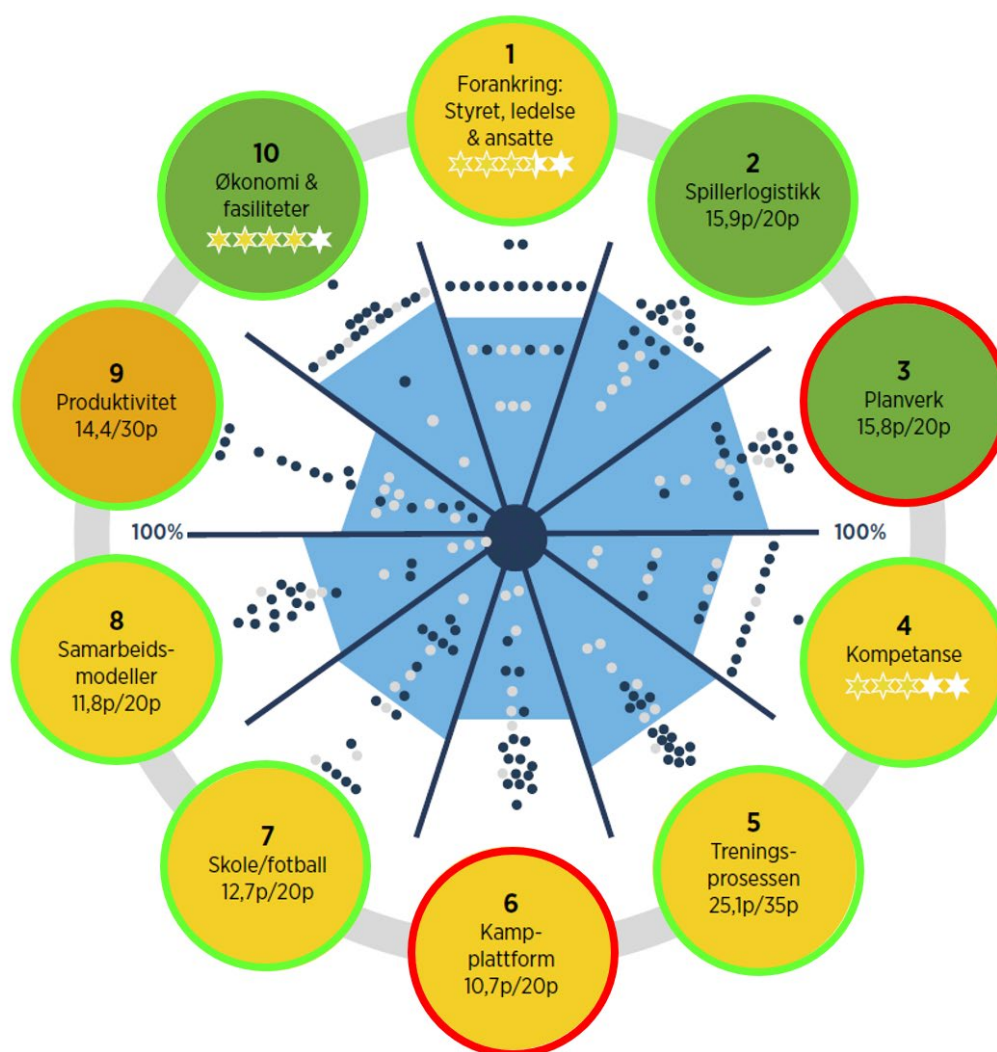 1
Forankring:
Styret, ledelse
& ansatte
2
Spillerlogistikk
15,9p/20p
3
Planverk
15,8p/20p
4
Kompetanse
5
Trenings-
prosessen
25,1p/35p
6
Kamp-
plattform
10,7p/20p
7
Skole/fotball
12,7p/20p
8
Samarbeids-
modeller
11,8p/20p
9
Produktivitet
14,4/30p
10
Økonomi &
fasiliteter
100%
100%